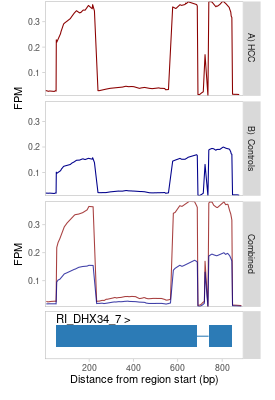 0.3
0.2
0.1
A) HCC
FPM
0.3
0.2
0.1
B) Controls
0.3
0.2
0.1
FPM
Combined
RI_DHX34_7 >
200 400 600 800
Distance from region start (bp)